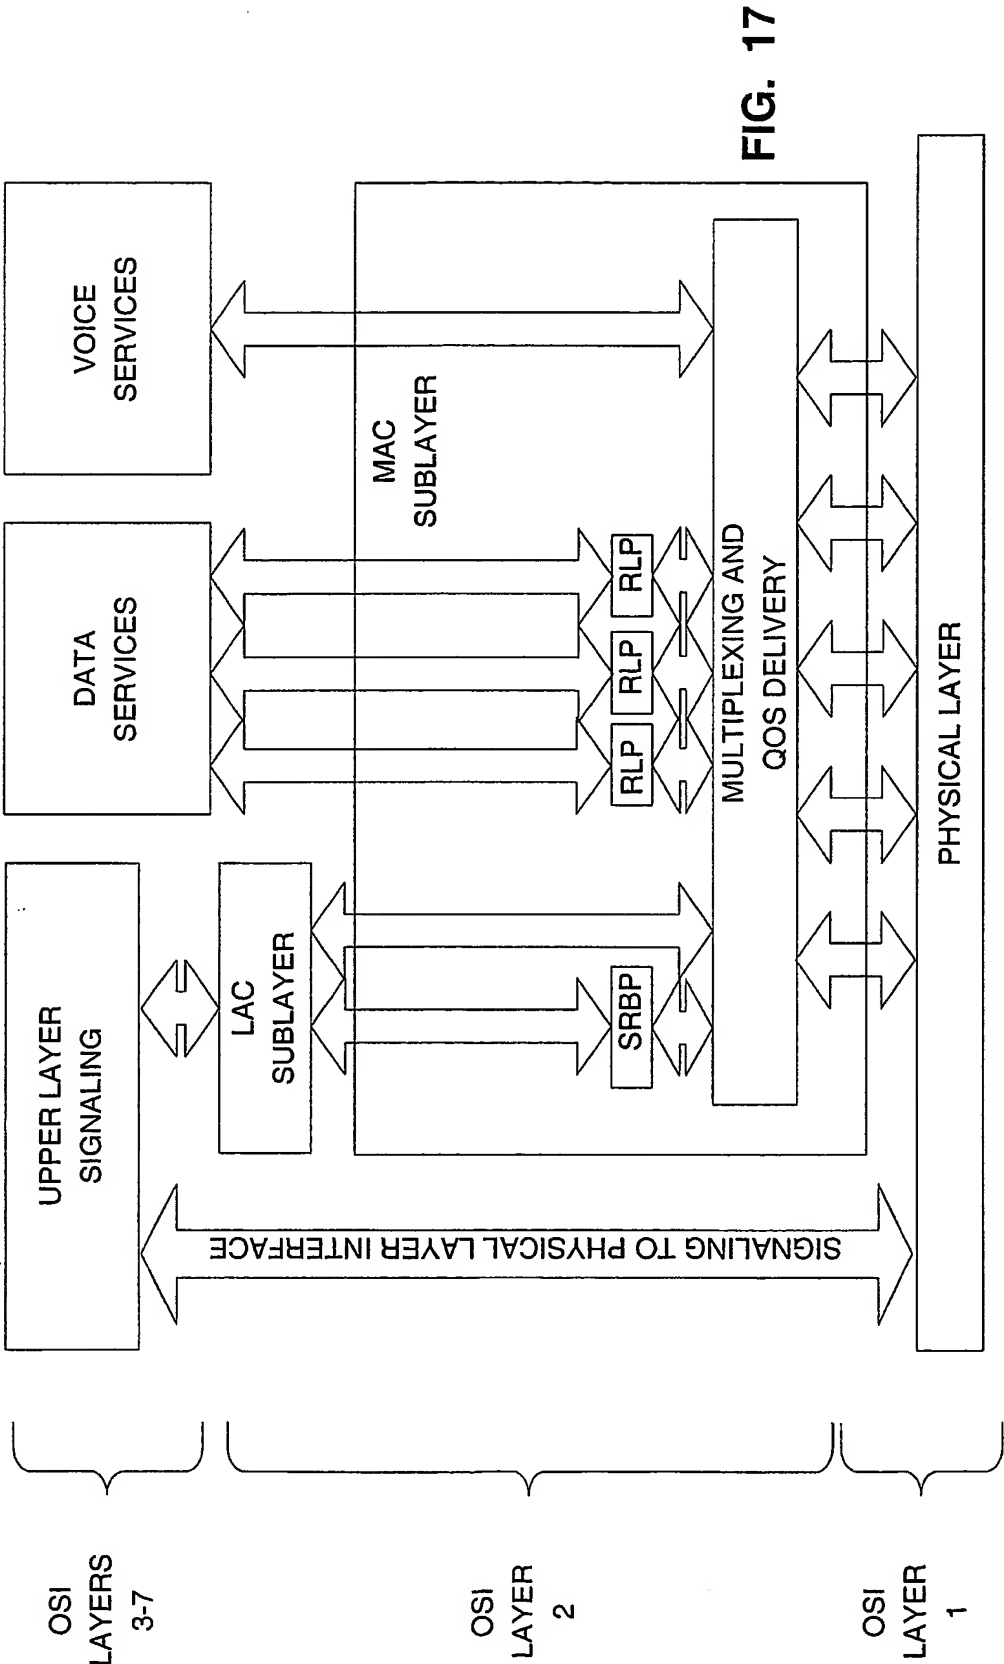 OSI
LAYERS
3-7
UPPER LAYER
SIGNALING
DATA
SERVICES
VOICE
SERVICES
OSI
LAYER
2
LAC
SUBLAYER
MAC
SUBLAYER
SIGNALING TO PHYSICAL LAYER INTERFACE
SRBP
RLP
RLP
RLP
MULTIPLEXING AND
QOS DELIVERY
OSI
LAYER
1
PHYSICAL LAYER
FIG. 17